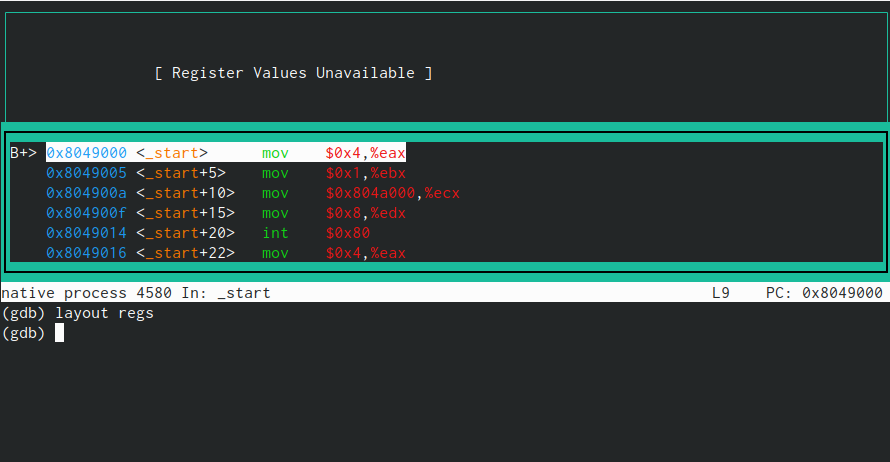 [ Register Values Unavailable ]
B+> 0x8049000 <_start> mov $0x4,%eax
0x8049005 <_start+5> mov $0x1,%ebx
0x804900a <_start+10> mov $0x804a000,%ecx
0x804900f <_start+15> mov $0x8,%edx
0x8049014 <_start+20> int $0x80
0x8049016 <_start+22> mov $0x4,%eax
native process 4580 In: _start L9 PC: 0x8049000
(gdb) layout regs
(gdb)